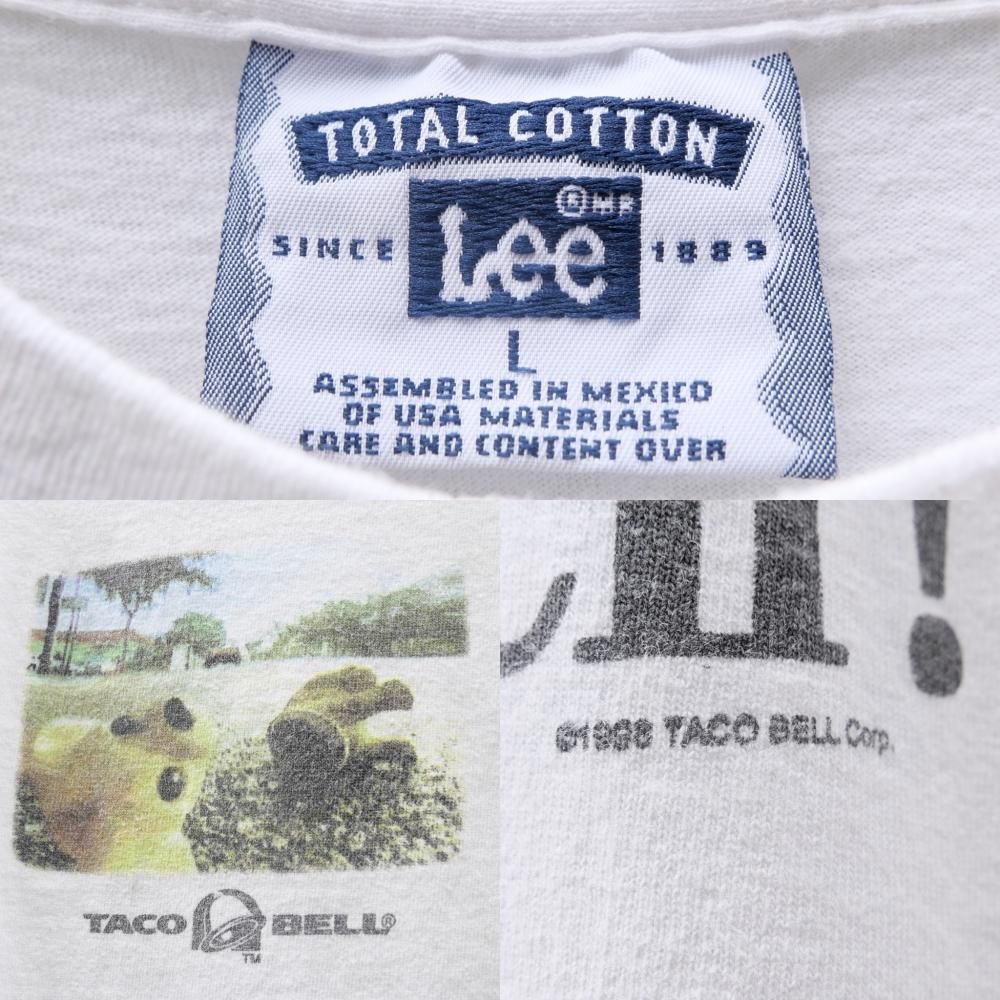 TOTAL COTTON
®MR
Lee
SINCE 1889
L
ASSEMBLED IN MEXICO
OF USA MATERIALS
CARE AND CONTENT OVER
!
©1998 TACO BELL Corp.
TACO BELL®
TM